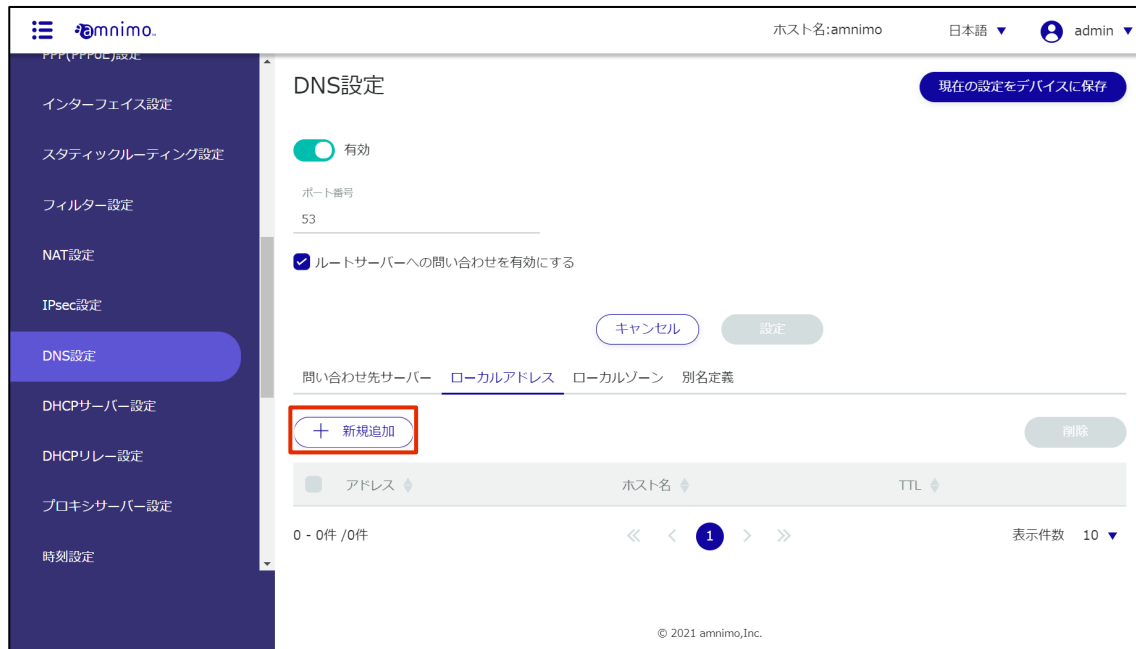 amnimo
ホスト名:amnimo
日本語 ▼
admin ▼
PPP(PPPoE)設定
インターフェイス設定
スタティックルーティング設定
フィルター設定
NAT設定
IPsec設定
DNS設定
DHCPサーバー設定
DHCPリレー設定
プロキシサーバー設定
時刻設定
DNS設定
現在の設定をデバイスに保存
有効
ポート番号
53
ルートサーバーへの問い合わせを有効にする
キャンセル 設定
問い合わせ先サーバー ローカルアドレス ローカルゾーン 別名定義
＋ 新規追加
削除
アドレス ホスト名 TTL
0 - 0件 /0件 « < 1 > » 表示件数 10 ▼
© 2021 amnimo,Inc.